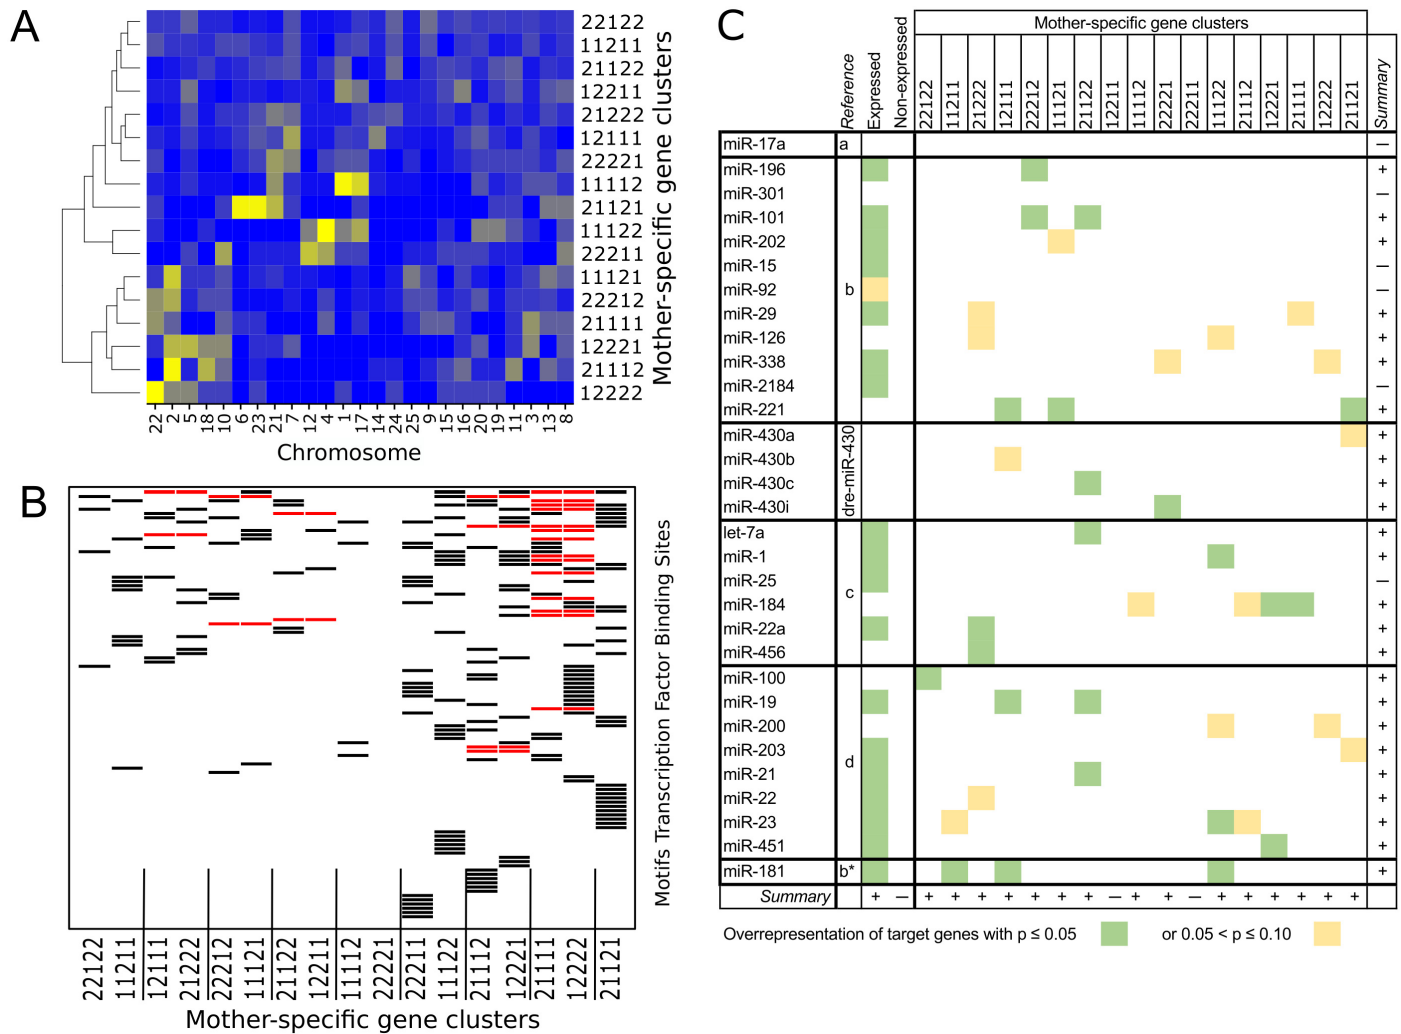 A
22122
11211
21122
12211
21222
12111
22221
11112
21121
11122
22211
11121
22212
21111
12221
21112
12222
Mother-specific gene clusters
22 2 5 18 10 6 23 21 7 12 4 1 17 14 24 25 9 15 16 20 19 11 3 13 8
Chromosome
B
Motifs Transcription Factor Binding Sites
22122 11211 12111 21222 22212 11121 21122 12211 11112 22221 22211 11122 21112 12221 21111 12222 21121
Mother-specific gene clusters
C
Mother-specific gene clusters
Reference Expressed Non-expressed 22122 11211 21222 12111 22212 11121 21122 12211 11112 22221 22211 11122 21112 12221 21111 12222 21121 Summary
miR-17a a –
miR-196 +
miR-301 –
miR-101 +
miR-202 +
miR-15 –
miR-92 b –
miR-29 +
miR-126 +
miR-338 +
miR-2184 –
miR-221 +
dre-miR-430
miR-430a +
miR-430b +
miR-430c +
miR-430i +
let-7a +
miR-1 +
miR-25 c –
miR-184 +
miR-22a +
miR-456 +
miR-100 +
miR-19 +
miR-200 +
miR-203 d +
miR-21 +
miR-22 +
miR-23 +
miR-451 +
miR-181 b* +
Summary + – + + + + + + + – + + – + + + + + +
Overrepresentation of target genes with p ≤ 0.05 or 0.05 < p ≤ 0.10